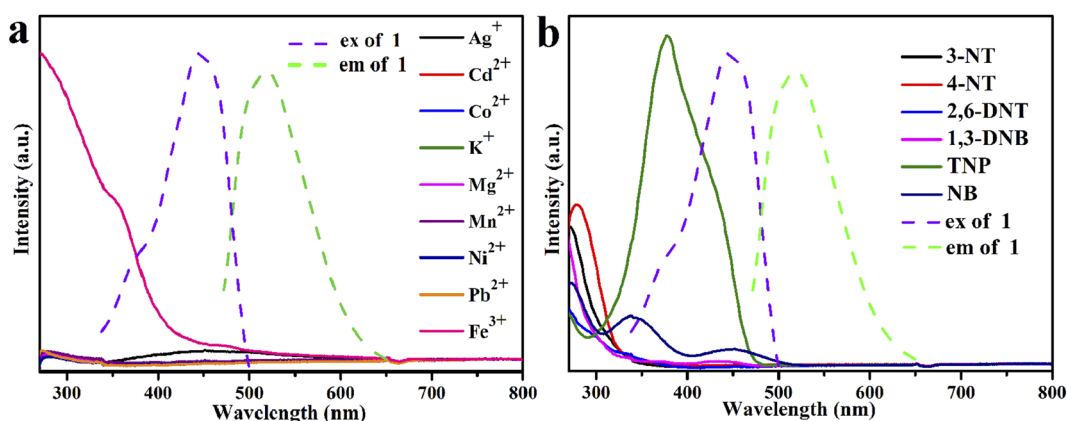 a
ex of 1
em of 1
Ag+
Cd2+
Co2+
K+
Mg2+
Mn2+
Ni2+
Pb2+
Fe3+
Intensity (a.u.)
300 400 500 600 700 800
Wavelength (nm)
b
3-NT
4-NT
2,6-DNT
1,3-DNB
TNP
NB
ex of 1
em of 1
Intensity (a.u.)
300 400 500 600 700 800
Wavelength (nm)